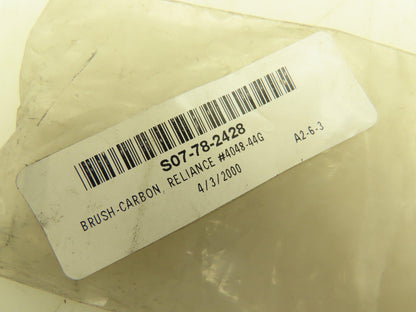 S07-78-2428
BRUSH-CARBON, RELIANCE #4048-44G
A2-6-3
4/3/2000